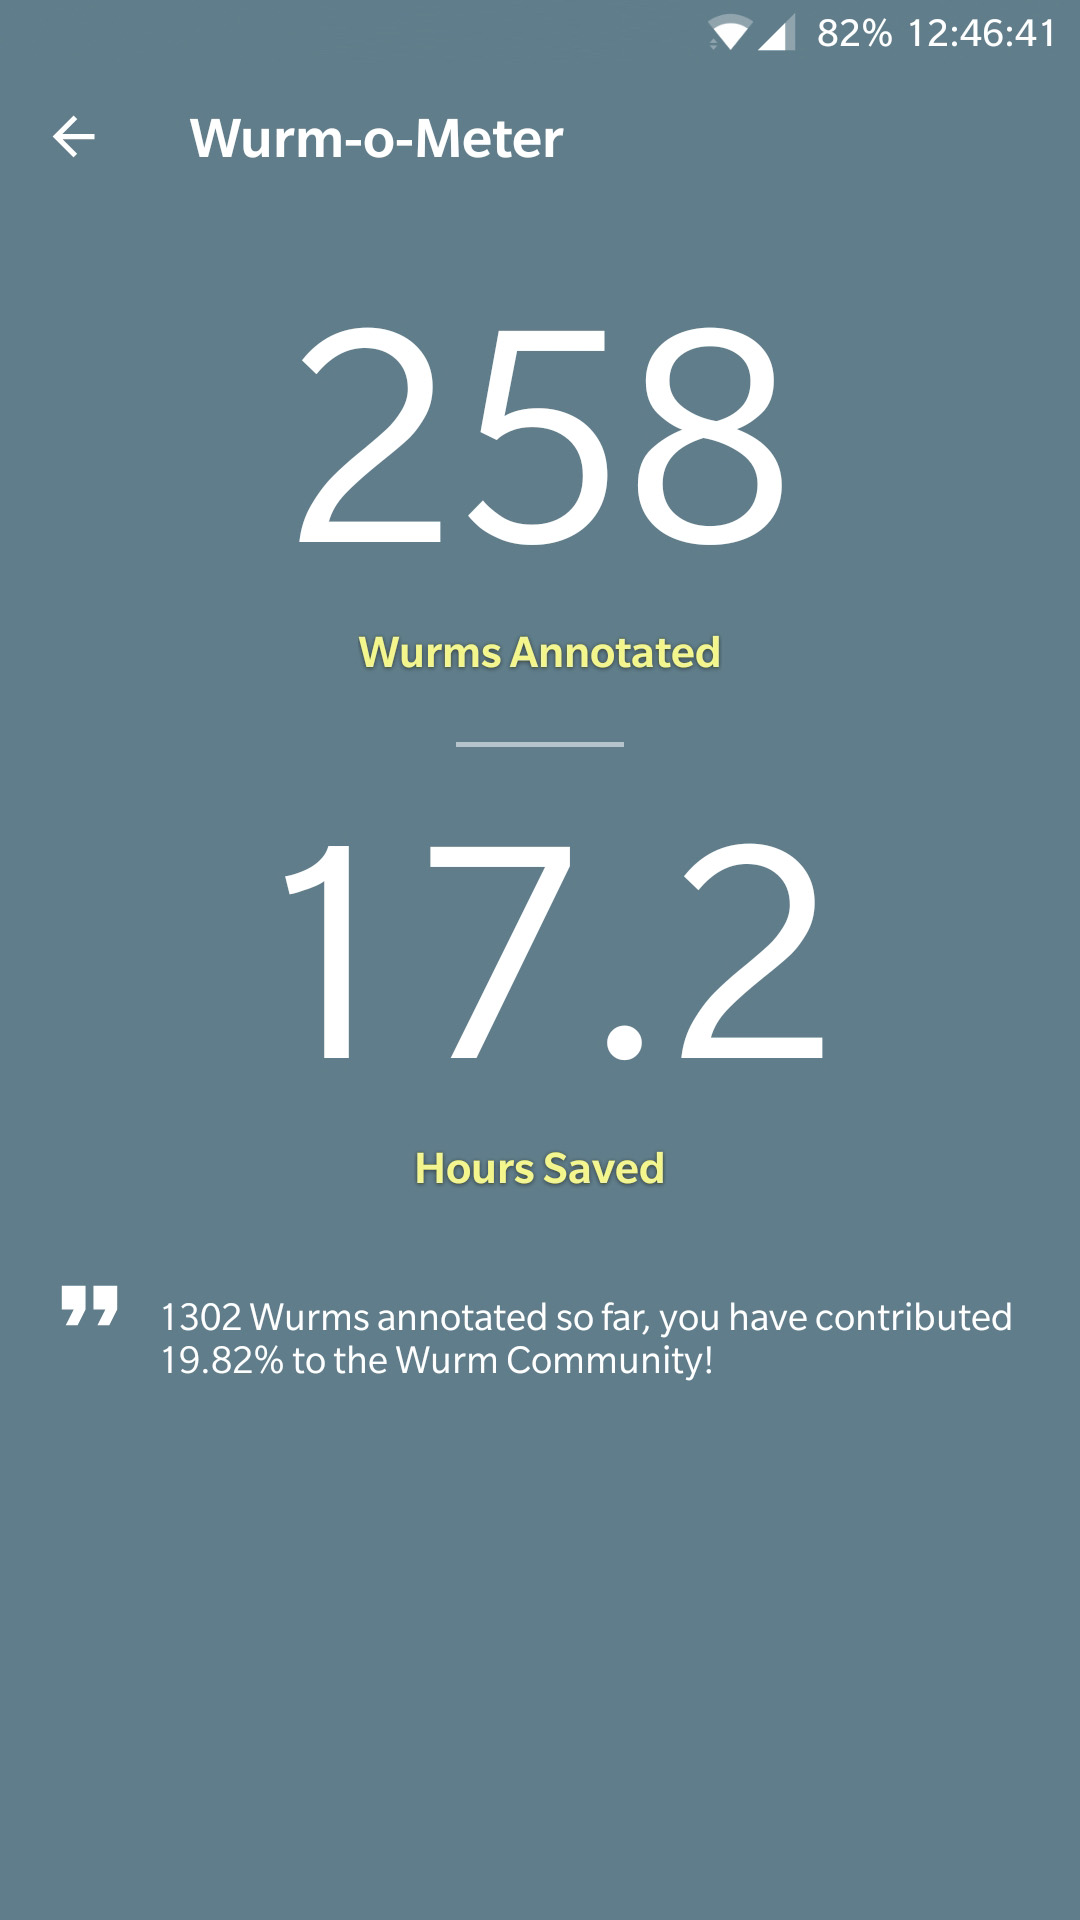 82% 12:46:41
Wurm-o-Meter
258
Wurms Annotated
17.2
Hours Saved
1302 Wurms annotated so far, you have contributed
19.82% to the Wurm Community!